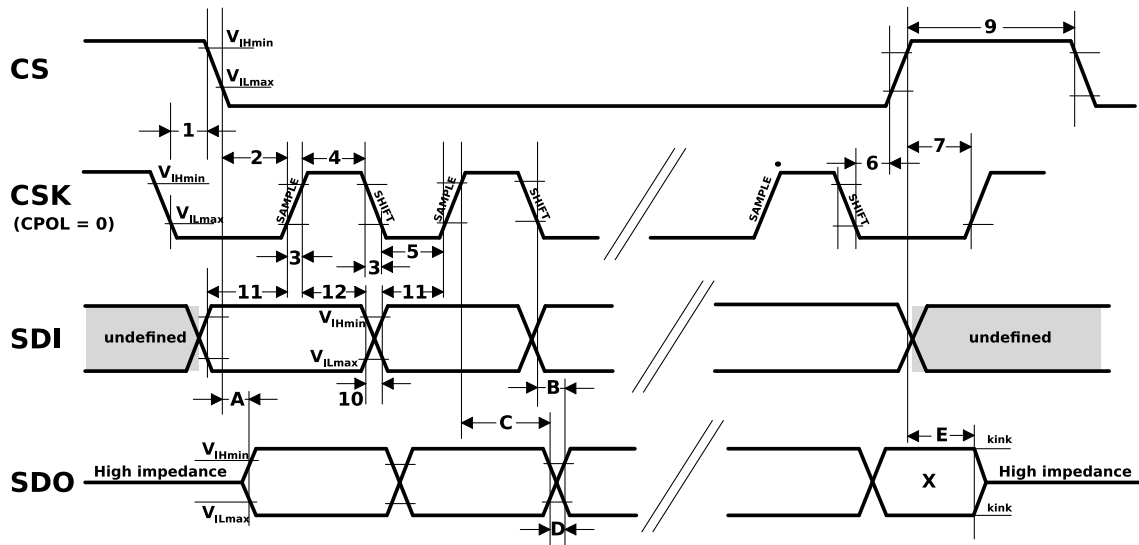 9
V_IHmin
CS
V_ILmax
1
2
4
6
7
V_IHmin
CSK
(CPOL = 0)
V_ILmax
SAMPLE
SHIFT
SAMPLE
SHIFT
SAMPLE
SHIFT
3
3
5
11
12
11
SDI
undefined
V_IHmin
V_ILmax
undefined
10
A
B
C
E
V_IHmin
kink
SDO
High impedance
X
High impedance
V_ILmax
kink
D